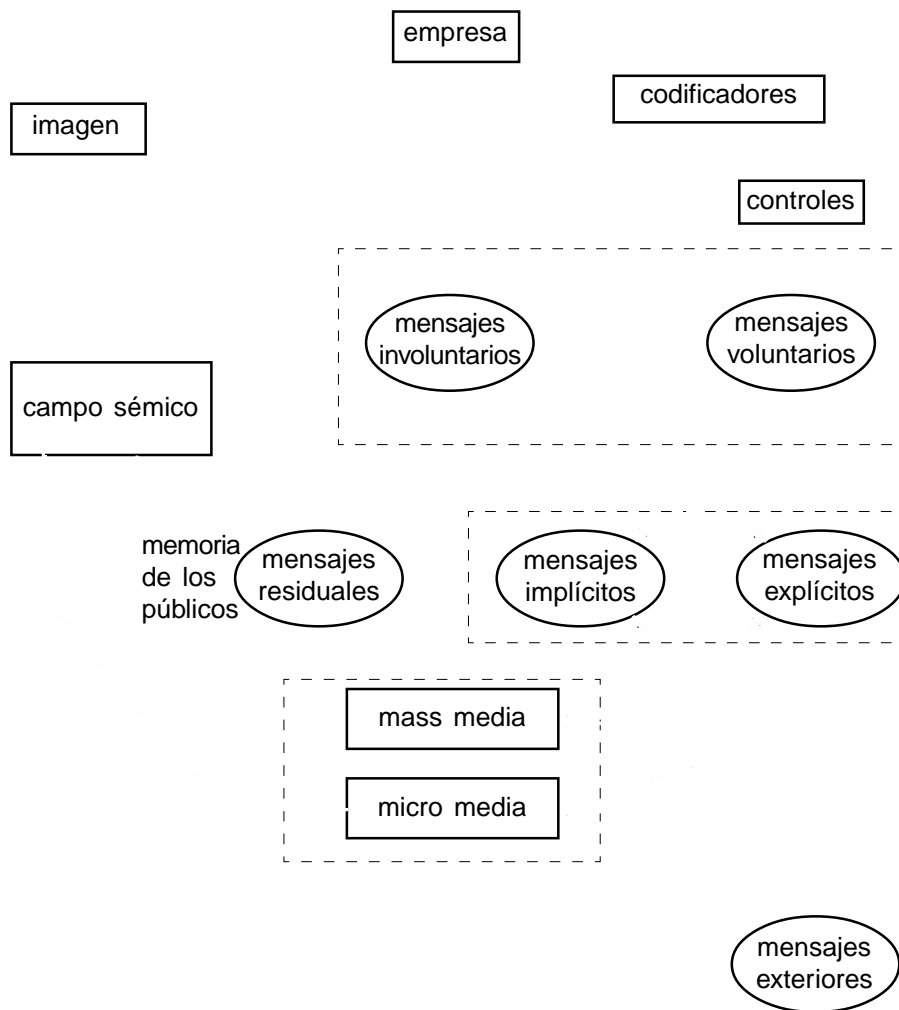 empresa
codificadores
imagen
controles
mensajes
involuntarios
mensajes
voluntarios
campo sémico
memoria
de los
públicos
mensajes
residuales
mensajes
implícitos
mensajes
explícitos
mass media
micro media
mensajes
exteriores